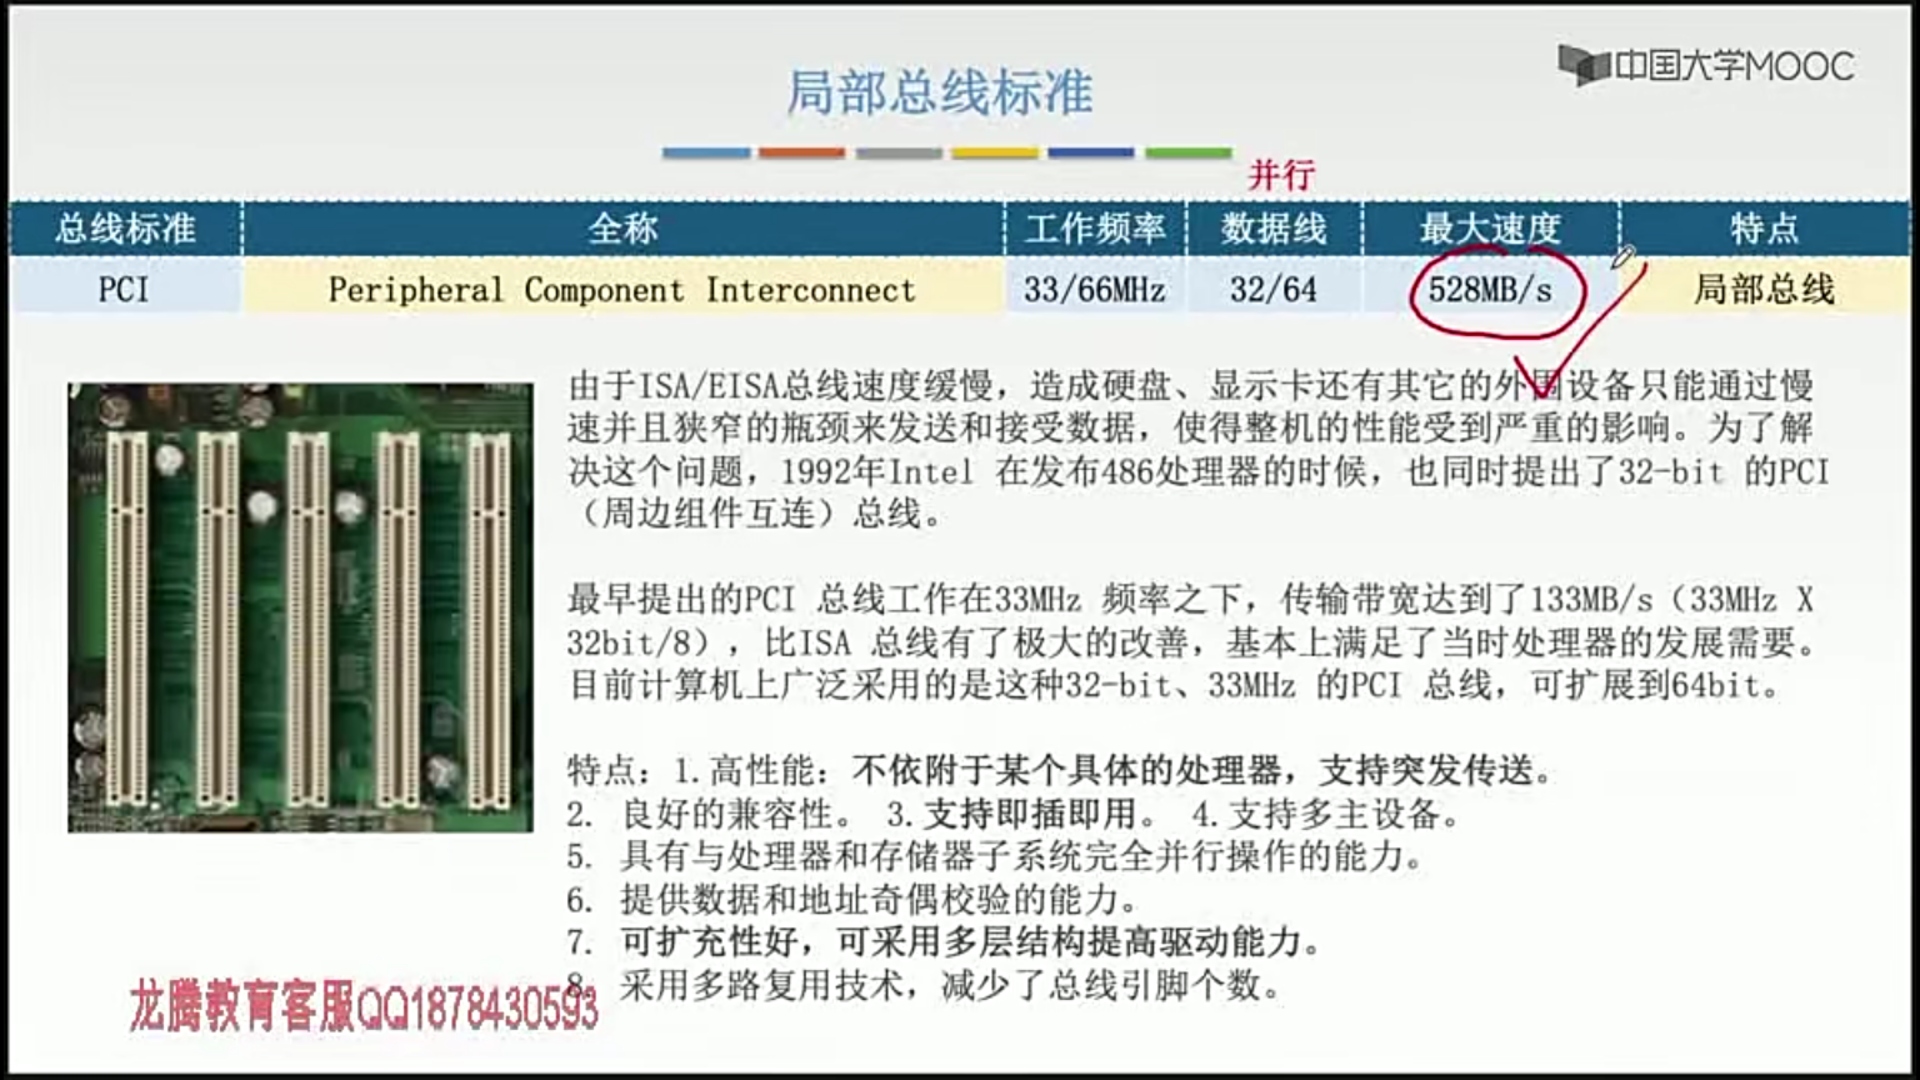 中国大学MOOC
局部总线标准
并行
总线标准 全称 工作频率 数据线 最大速度 特点
PCI Peripheral Component Interconnect 33/66MHz 32/64 528MB/s 局部总线
由于ISA/EISA总线速度缓慢，造成硬盘、显示卡还有其它的外围设备只能通过慢
速并且狭窄的瓶颈来发送和接受数据，使得整机的性能受到严重的影响。为了解
决这个问题，1992年Intel 在发布486处理器的时候，也同时提出了32-bit 的PCI
（周边组件互连）总线。
最早提出的PCI 总线工作在33MHz 频率之下，传输带宽达到了133MB/s（33MHz X
32bit/8），比ISA 总线有了极大的改善，基本上满足了当时处理器的发展需要。
目前计算机上广泛采用的是这种32-bit、33MHz 的PCI 总线，可扩展到64bit。
特点：1.高性能：不依附于某个具体的处理器，支持突发传送。
2. 良好的兼容性。 3.支持即插即用。 4.支持多主设备。
5. 具有与处理器和存储器子系统完全并行操作的能力。
6. 提供数据和地址奇偶校验的能力。
7. 可扩充性好，可采用多层结构提高驱动能力。
8. 采用多路复用技术，减少了总线引脚个数。
龙腾教育客服QQ1878430593